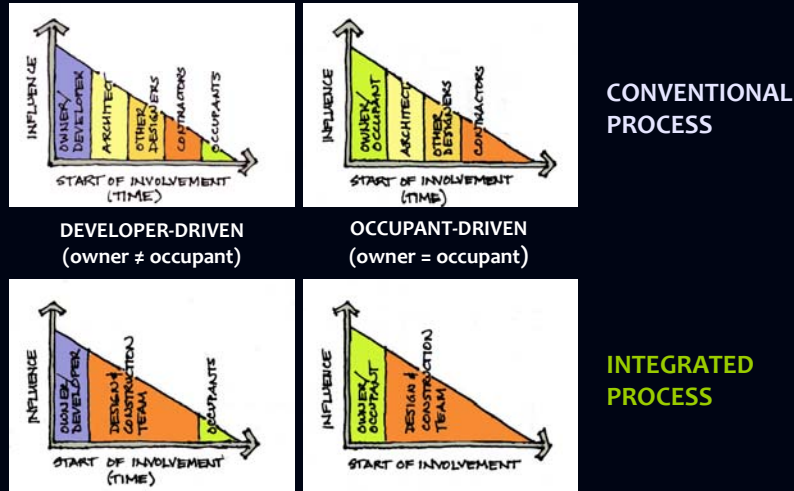 INFLUENCE
OWNER/
DEVELOPER
ARCHITECT
OTHER
DESIGNERS
CONTRACTORS
OCCUPANTS
START OF INVOLVEMENT
(TIME)
INFLUENCE
OWNER/
OCCUPANT
ARCHITECT
OTHER
DESIGNERS
CONTRACTORS
START OF INVOLVEMENT
(TIME)
CONVENTIONAL
PROCESS
DEVELOPER-DRIVEN
(owner ≠ occupant)
OCCUPANT-DRIVEN
(owner = occupant)
INFLUENCE
OWNER/
DEVELOPER
DESIGN &
CONSTRUCTION
TEAM
OCCUPANTS
START OF INVOLVEMENT
(TIME)
INFLUENCE
OWNER/
OCCUPANT
DESIGN &
CONSTRUCTION
TEAM
START OF INVOLVEMENT
INTEGRATED
PROCESS